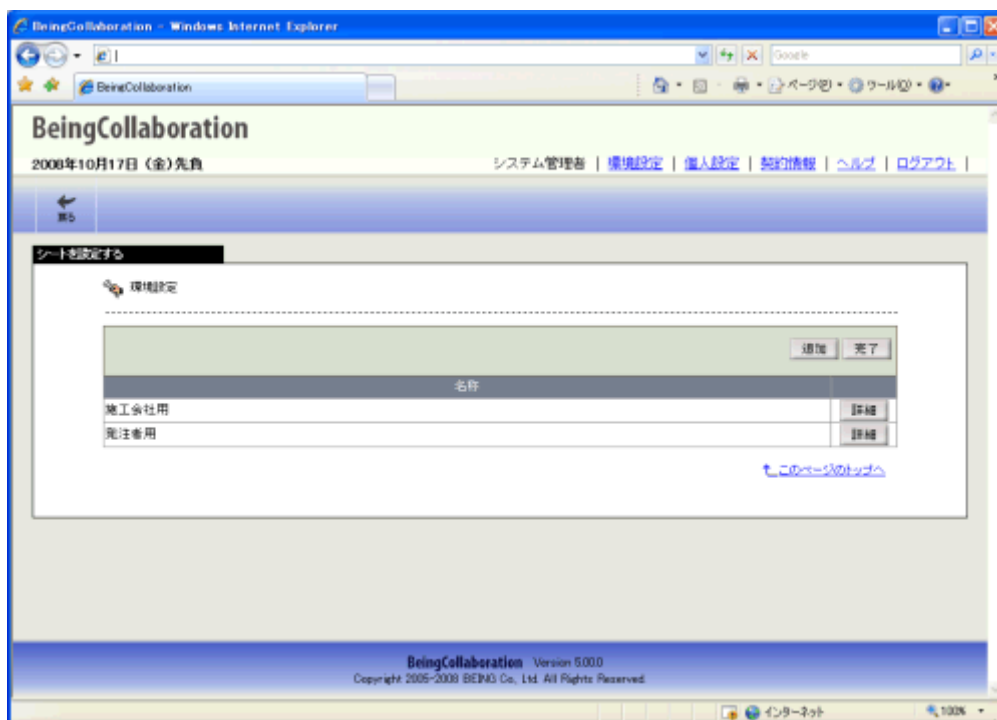 BeingCollaboration - Windows Internet Explorer
Google
BeingCollaboration ページ(P) ツール(O)
BeingCollaboration
2008年10月17日 (金) 先負 システム管理者 | 環境設定 | 個人設定 | 契約情報 | ヘルプ | ログアウト |
戻る
シートを設定する
環境設定
追加 完了
名称
施工会社用 詳細
発注者用 詳細
このページのトップへ
BeingCollaboration Version 5.00.0
Copyright 2005-2008 BEING Co., Ltd. All Rights Reserved.
インターネット 100%